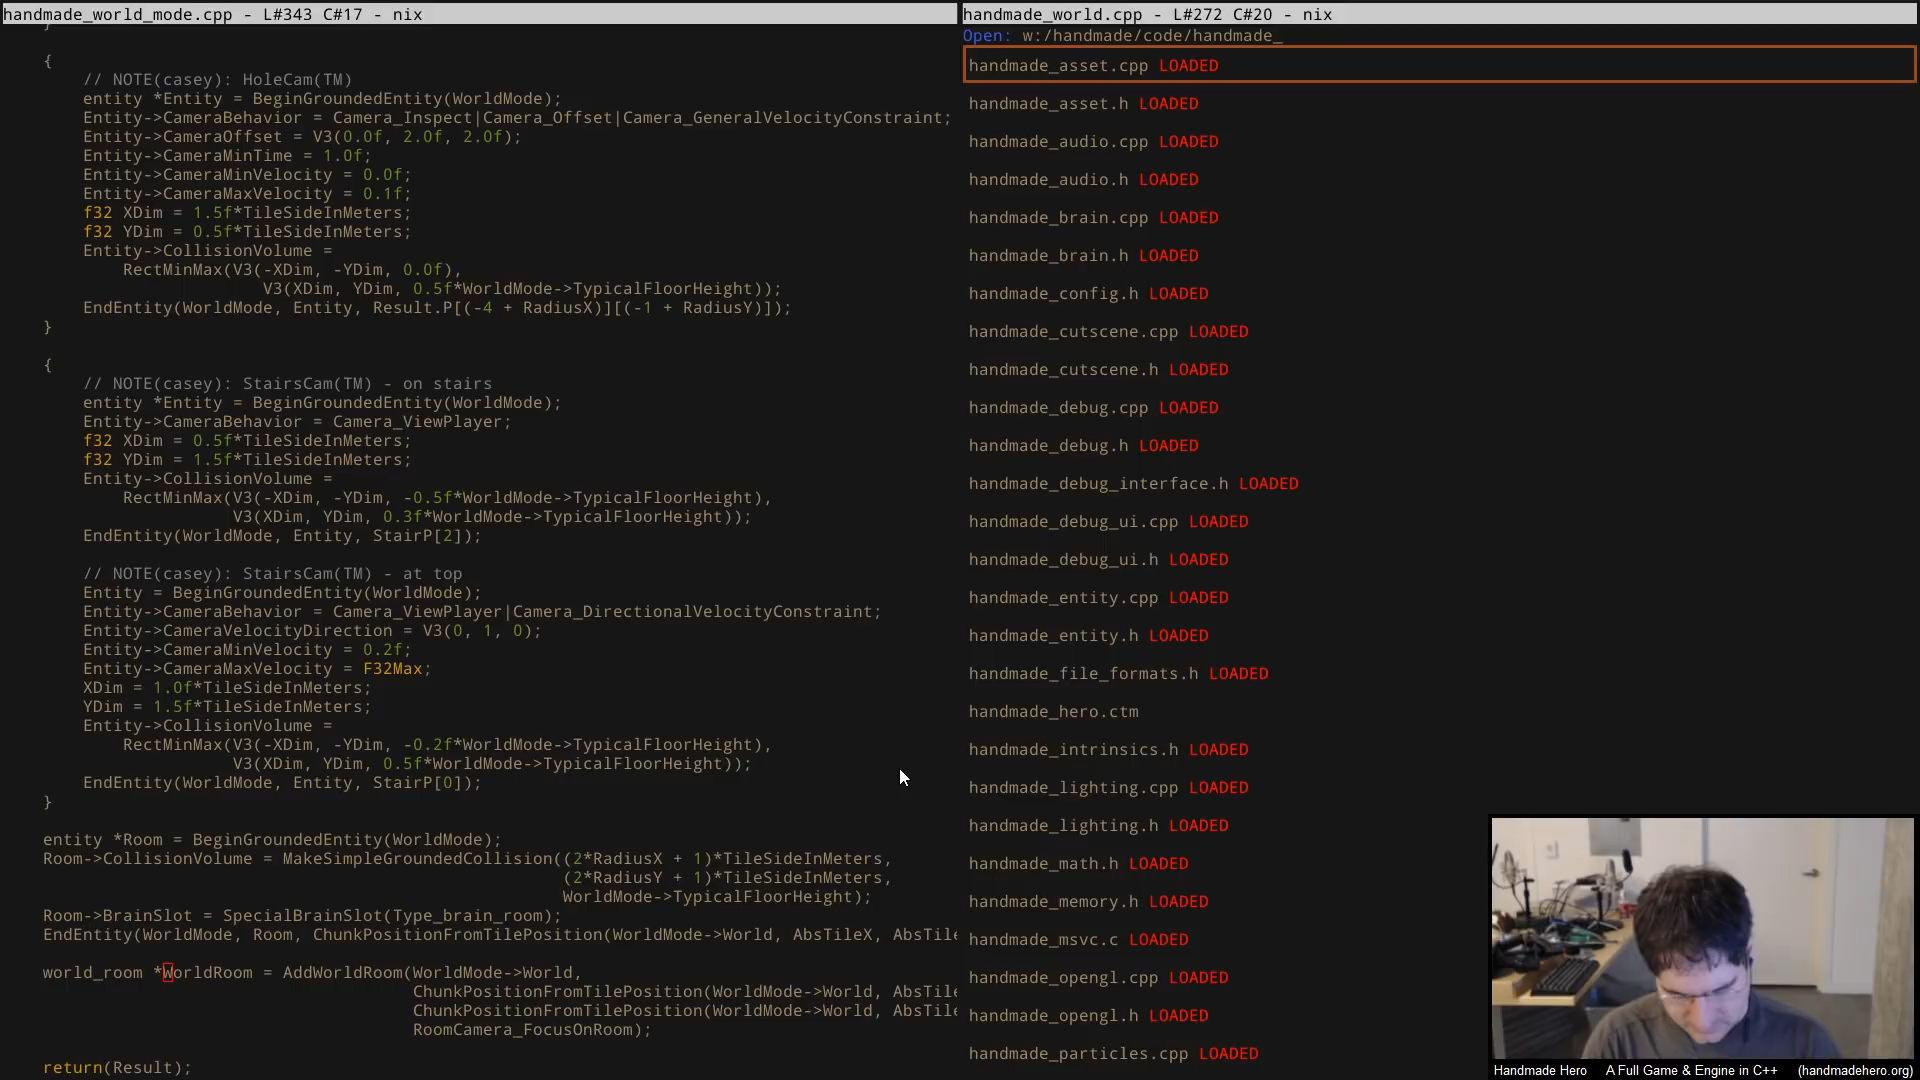 handmade_world_mode.cpp - L#343 C#17 - nix
}
{
// NOTE(casey): HoleCam(TM)
entity *Entity = BeginGroundedEntity(WorldMode);
Entity->CameraBehavior = Camera_Inspect|Camera_Offset|Camera_GeneralVelocityConstraint;
Entity->CameraOffset = V3(0.0f, 2.0f, 2.0f);
Entity->CameraMinTime = 1.0f;
Entity->CameraMinVelocity = 0.0f;
Entity->CameraMaxVelocity = 0.1f;
f32 XDim = 1.5f*TileSideInMeters;
f32 YDim = 0.5f*TileSideInMeters;
Entity->CollisionVolume =
RectMinMax(V3(-XDim, -YDim, 0.0f),
V3(XDim, YDim, 0.5f*WorldMode->TypicalFloorHeight));
EndEntity(WorldMode, Entity, Result.P[(-4 + RadiusX)][(-1 + RadiusY)]);
}
{
// NOTE(casey): StairsCam(TM) - on stairs
entity *Entity = BeginGroundedEntity(WorldMode);
Entity->CameraBehavior = Camera_ViewPlayer;
f32 XDim = 0.5f*TileSideInMeters;
f32 YDim = 1.5f*TileSideInMeters;
Entity->CollisionVolume =
RectMinMax(V3(-XDim, -YDim, -0.5f*WorldMode->TypicalFloorHeight),
V3(XDim, YDim, 0.3f*WorldMode->TypicalFloorHeight));
EndEntity(WorldMode, Entity, StairP[2]);
// NOTE(casey): StairsCam(TM) - at top
Entity = BeginGroundedEntity(WorldMode);
Entity->CameraBehavior = Camera_ViewPlayer|Camera_DirectionalVelocityConstraint;
Entity->CameraVelocityDirection = V3(0, 1, 0);
Entity->CameraMinVelocity = 0.2f;
Entity->CameraMaxVelocity = F32Max;
XDim = 1.0f*TileSideInMeters;
YDim = 1.5f*TileSideInMeters;
Entity->CollisionVolume =
RectMinMax(V3(-XDim, -YDim, -0.2f*WorldMode->TypicalFloorHeight),
V3(XDim, YDim, 0.5f*WorldMode->TypicalFloorHeight));
EndEntity(WorldMode, Entity, StairP[0]);
}
entity *Room = BeginGroundedEntity(WorldMode);
Room->CollisionVolume = MakeSimpleGroundedCollision((2*RadiusX + 1)*TileSideInMeters,
(2*RadiusY + 1)*TileSideInMeters,
WorldMode->TypicalFloorHeight);
Room->BrainSlot = SpecialBrainSlot(Type_brain_room);
EndEntity(WorldMode, Room, ChunkPositionFromTilePosition(WorldMode->World, AbsTileX, AbsTile
world_room *WorldRoom = AddWorldRoom(WorldMode->World,
ChunkPositionFromTilePosition(WorldMode->World, AbsTile
ChunkPositionFromTilePosition(WorldMode->World, AbsTile
RoomCamera_FocusOnRoom);
return(Result);
handmade_world.cpp - L#272 C#20 - nix
Open: w:/handmade/code/handmade_
handmade_asset.cpp LOADED
handmade_asset.h LOADED
handmade_audio.cpp LOADED
handmade_audio.h LOADED
handmade_brain.cpp LOADED
handmade_brain.h LOADED
handmade_config.h LOADED
handmade_cutscene.cpp LOADED
handmade_cutscene.h LOADED
handmade_debug.cpp LOADED
handmade_debug.h LOADED
handmade_debug_interface.h LOADED
handmade_debug_ui.cpp LOADED
handmade_debug_ui.h LOADED
handmade_entity.cpp LOADED
handmade_entity.h LOADED
handmade_file_formats.h LOADED
handmade_hero.ctm
handmade_intrinsics.h LOADED
handmade_lighting.cpp LOADED
handmade_lighting.h LOADED
handmade_math.h LOADED
handmade_memory.h LOADED
handmade_msvc.c LOADED
handmade_opengl.cpp LOADED
handmade_opengl.h LOADED
handmade_particles.cpp LOADED
Handmade Hero A Full Game & Engine in C++ (handmadehero.org)